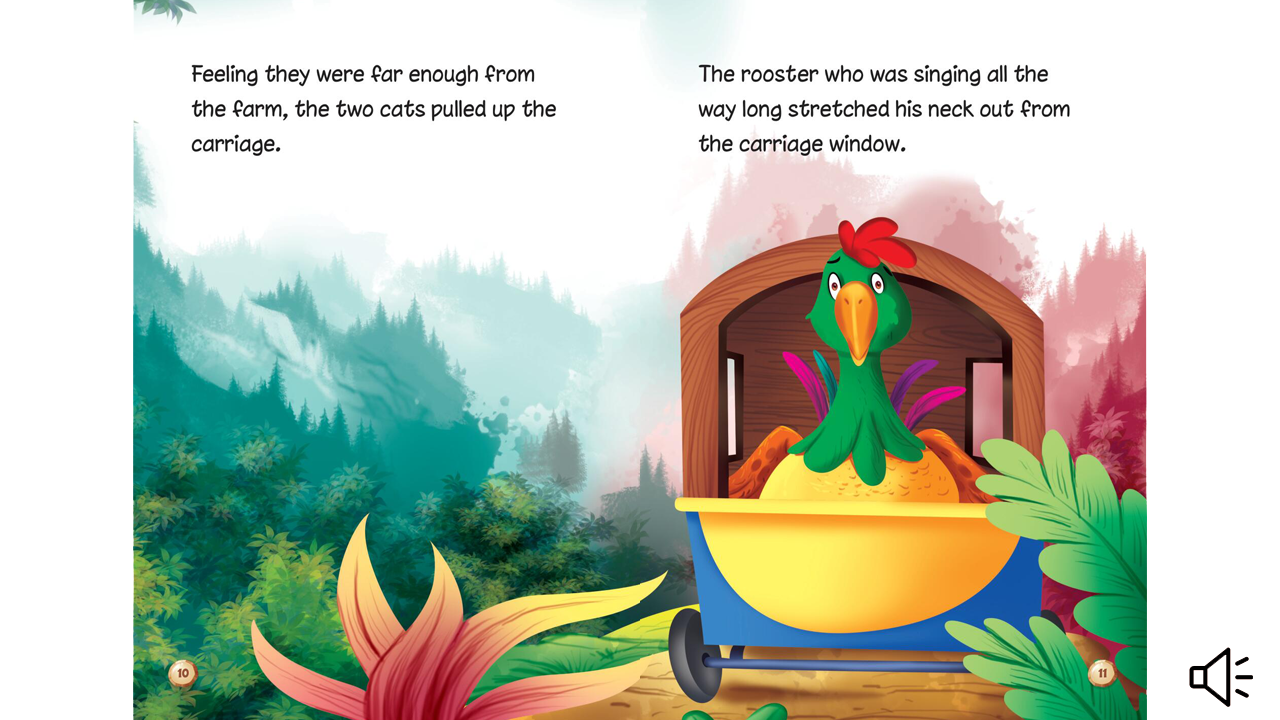 Feeling they were far enough from
the farm, the two cats pulled up the
carriage.
The rooster who was singing all the
way long stretched his neck out from
the carriage window.
10
11